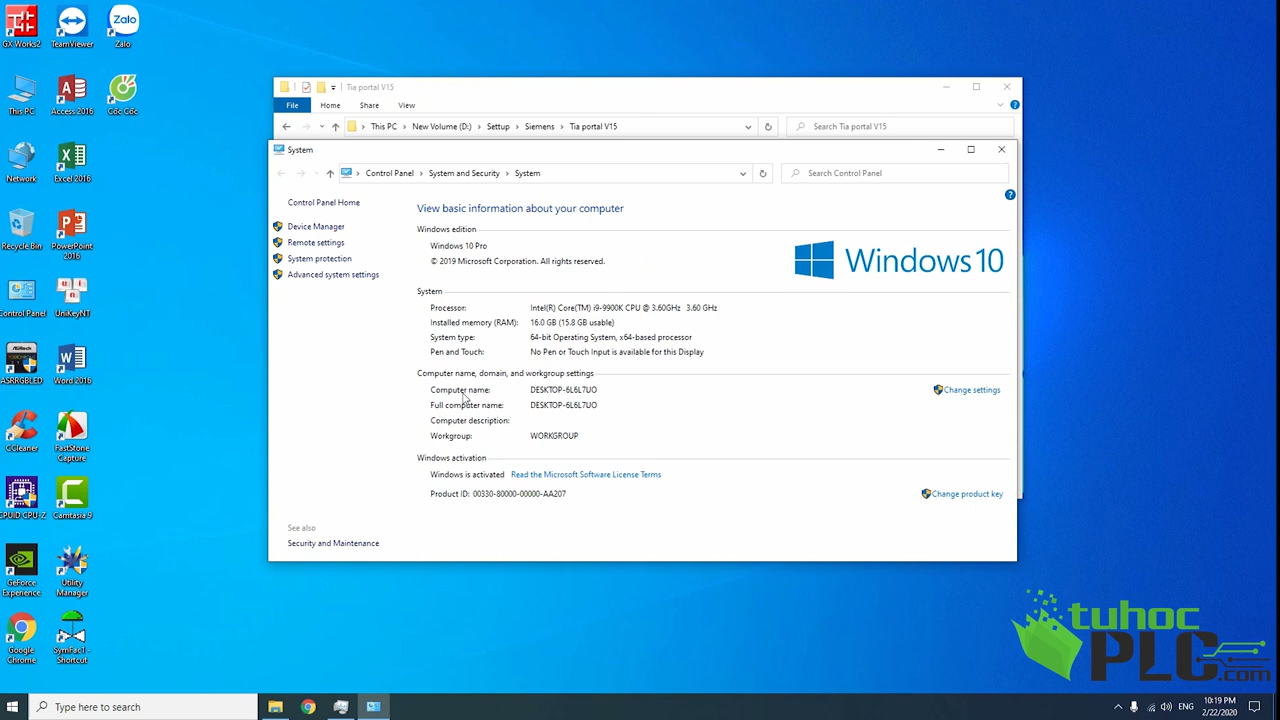 GX Works2
TeamViewer
Zalo
This PC
Access 2016
Cốc Cốc
Network
Excel 2016
Recycle Bin
PowerPoint
2016
Control Panel
UniKeyNT
ASRRGBLED
Word 2016
CCleaner
FastStone
Capture
CPUID CPU-Z
Camtasia 9
GeForce
Experience
Utility
Manager
Google
Chrome
SymFac1 -
Shortcut
Tia portal V15
File Home Share View
This PC > New Volume (D:) > Settup > Siemens > Tia portal V15
Search Tia portal V15
System
Control Panel > System and Security > System
Search Control Panel
Control Panel Home
Device Manager
Remote settings
System protection
Advanced system settings
See also
Security and Maintenance
View basic information about your computer
Windows edition
Windows 10 Pro
© 2019 Microsoft Corporation. All rights reserved.
Windows 10
System
Processor: Intel(R) Core(TM) i9-9900K CPU @ 3.60GHz 3.60 GHz
Installed memory (RAM): 16.0 GB (15.8 GB usable)
System type: 64-bit Operating System, x64-based processor
Pen and Touch: No Pen or Touch Input is available for this Display
Computer name, domain, and workgroup settings
Computer name: DESKTOP-6L6L7UO
Change settings
Full computer name: DESKTOP-6L6L7UO
Computer description:
Workgroup: WORKGROUP
Windows activation
Windows is activated Read the Microsoft Software License Terms
Product ID: 00330-80000-00000-AA207
Change product key
tuhoc
PLC.com
Type here to search
ENG
10:19 PM
2/22/2020